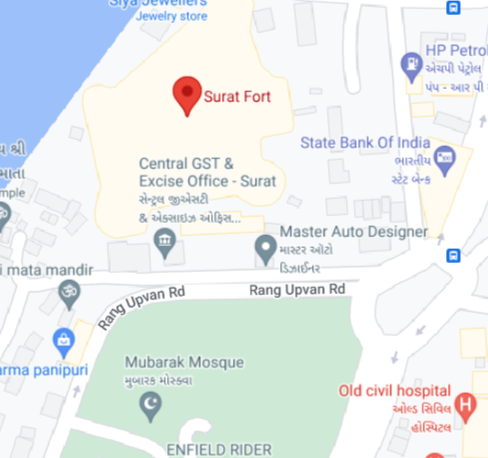 Siya Jewellers
Jewelry store
HP Petrol
એચપી પેટ્રોલ
પંપ - આર પી
Surat Fort
State Bank Of India
ભારતીય
સ્ટેટ બેન્ક
શ્રી
માતા
mple
Central GST &
Excise Office - Surat
સેન્ટ્રલ જીએસટી
& એક્સાઇઝ ઓફિસ...
Master Auto Designer
માસ્ટર ઓટો
ડિઝાઈનર
i mata mandir
Rang Upvan Rd
Rang Upvan Rd
arma panipuri
Mubarak Mosque
મુબારક મોસ્ક્વા
Old civil hospital
ઓલ્ડ સિવિલ
હોસ્પિટલ
ENFIELD RIDER